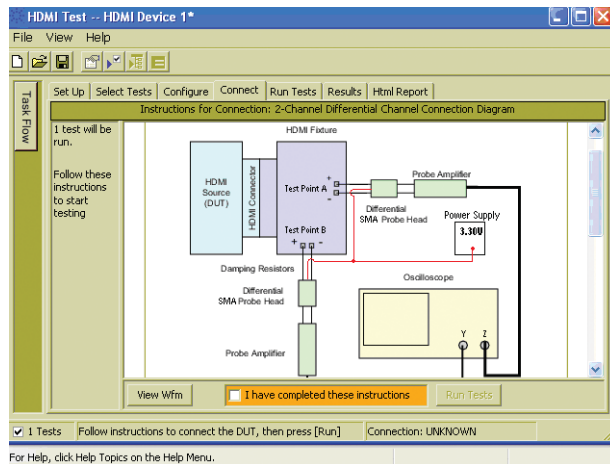 HDMI Test -- HDMI Device 1*
File View Help
Task Flow
Set Up Select Tests Configure Connect Run Tests Results Html Report
Instructions for Connection: 2-Channel Differential Channel Connection Diagram
1 test will be
run.
Follow these
instructions
to start
testing
HDMI Fixture
HDMI
Source
(DUT)
HDMI Connector
Test Point A
+
-
Probe Amplifier
Differential
SMA Probe Head
Power Supply
3.30V
Test Point B
+ -
Damping Resistors
Differential
SMA Probe Head
Oscilloscope
Y Z
Probe Amplifier
View Wfm I have completed these instructions Run Tests
1 Tests Follow instructions to connect the DUT, then press [Run] Connection: UNKNOWN
For Help, click Help Topics on the Help Menu.